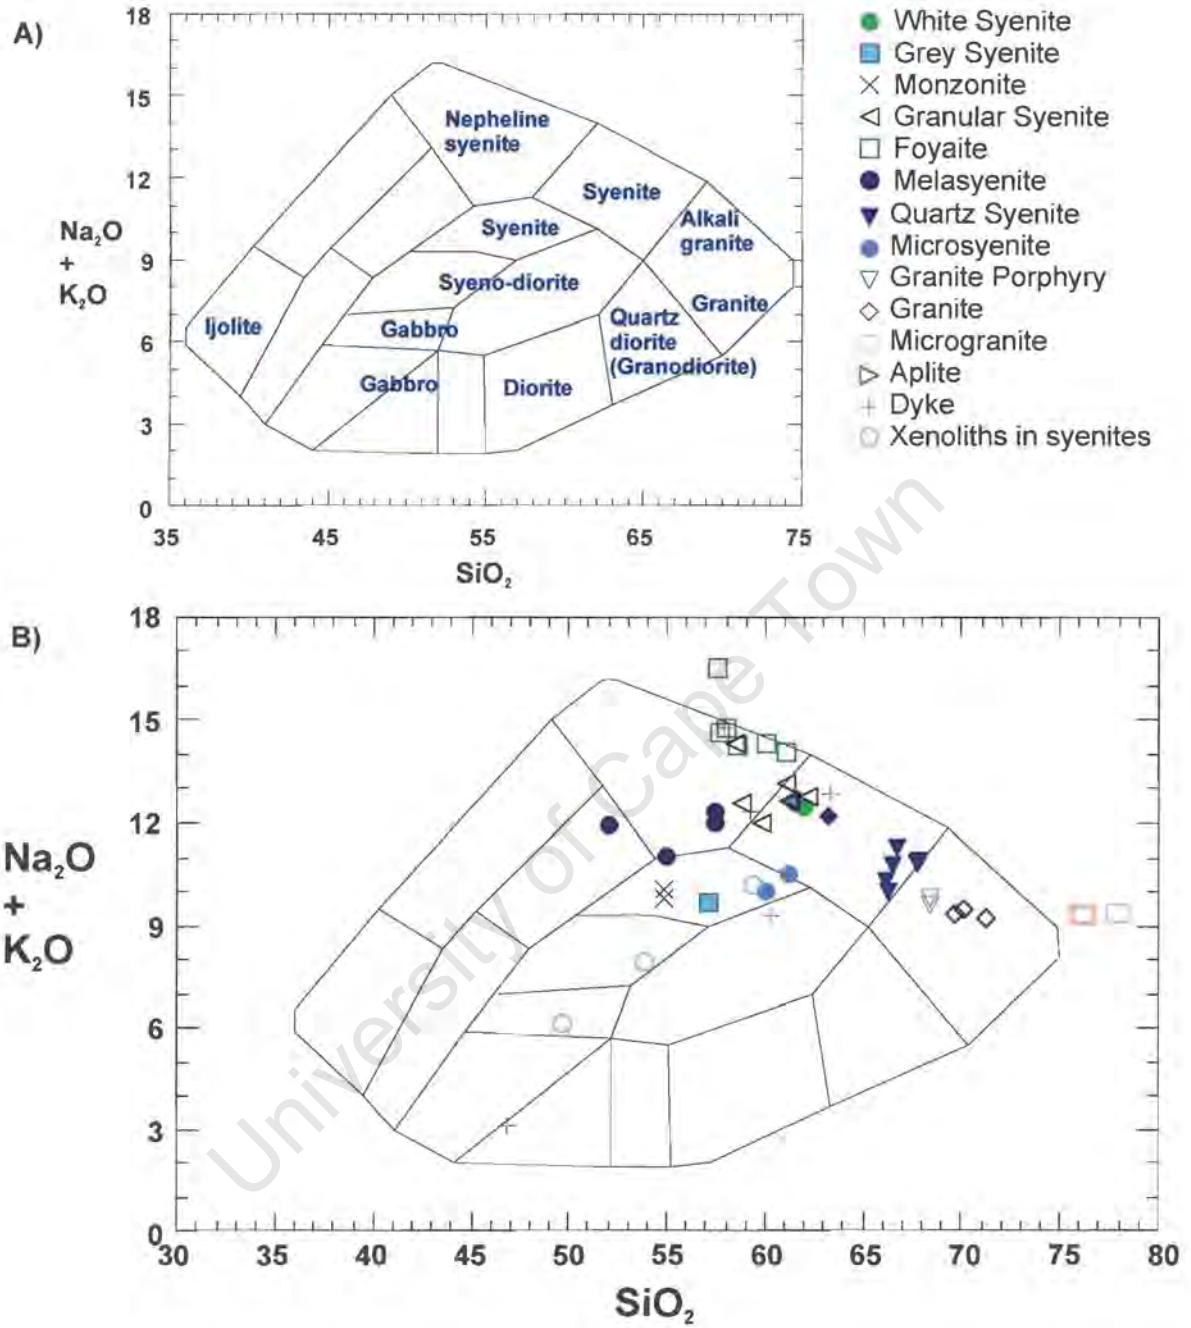 A)
18
15
12
9
6
3
0
Na₂O
+
K₂O
Nepheline
syenite
Syenite
Alkali
granite
Syenite
Syeno-diorite
Granite
Ijolite
Gabbro
Quartz
diorite
(Granodiorite)
Gabbro
Diorite
35 45 55 65 75
SiO₂
White Syenite
Grey Syenite
Monzonite
Granular Syenite
Foyaite
Melasyenite
Quartz Syenite
Microsyenite
Granite Porphyry
Granite
Microgranite
Aplite
Dyke
Xenoliths in syenites
B)
18
15
12
9
6
3
0
Na₂O
+
K₂O
30 35 40 45 50 55 60 65 70 75 80
SiO₂
University of Cape Town